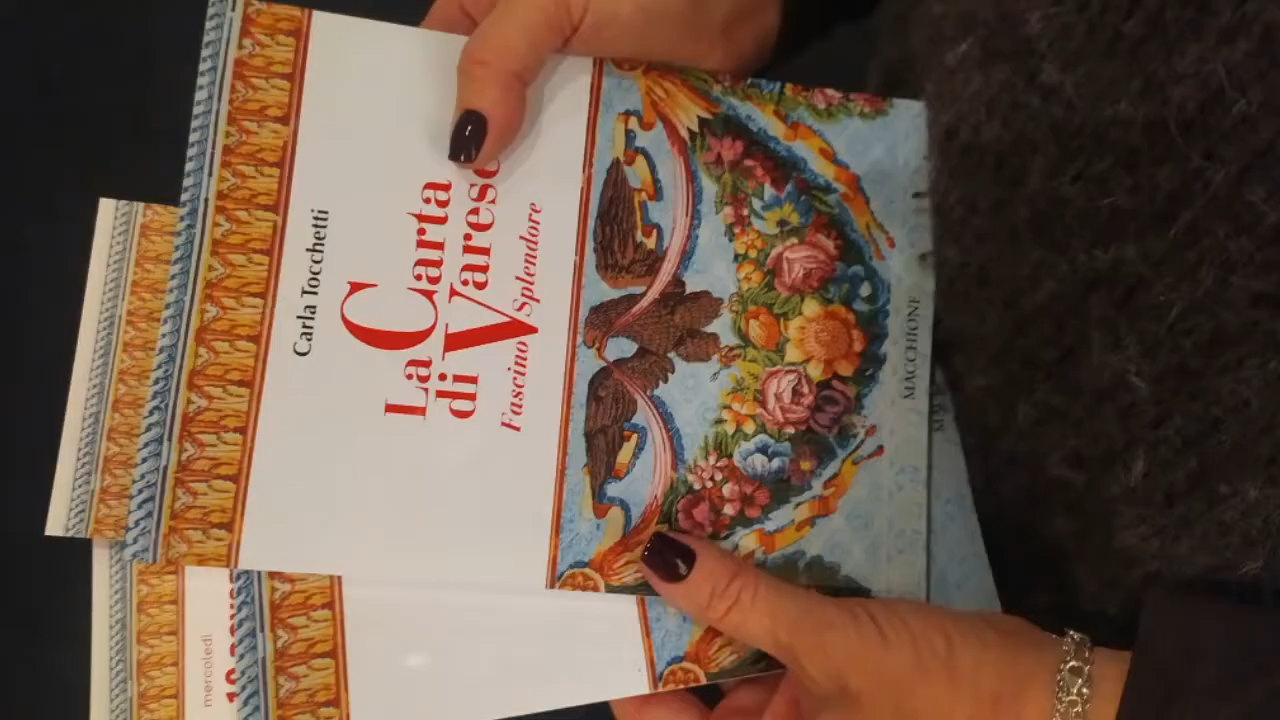 Carla Tocchetti
La Carta
di Varese
Fascino Splendore
MACCHIONE
mercoledì